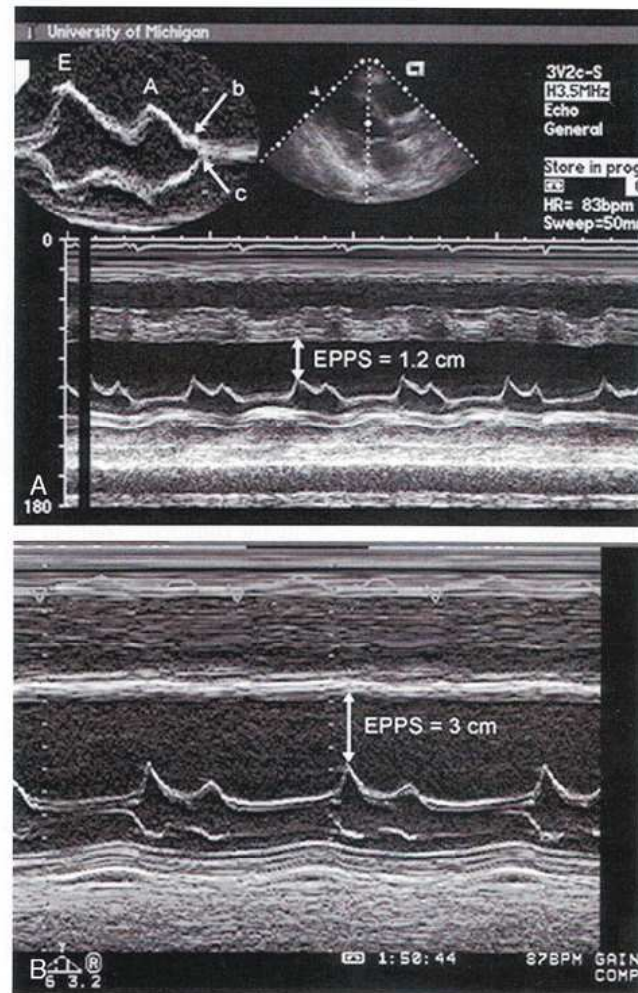 University of Michigan
E
A
b
c
3V2c-S
H3.5MHz
Echo
General
Store in prog
HR= 83bpm
Sweep=50mm
0
EPPS = 1.2 cm
A
180
EPPS = 3 cm
B
R
6 3.2
1:50:44
87BPM GAIN
COMP